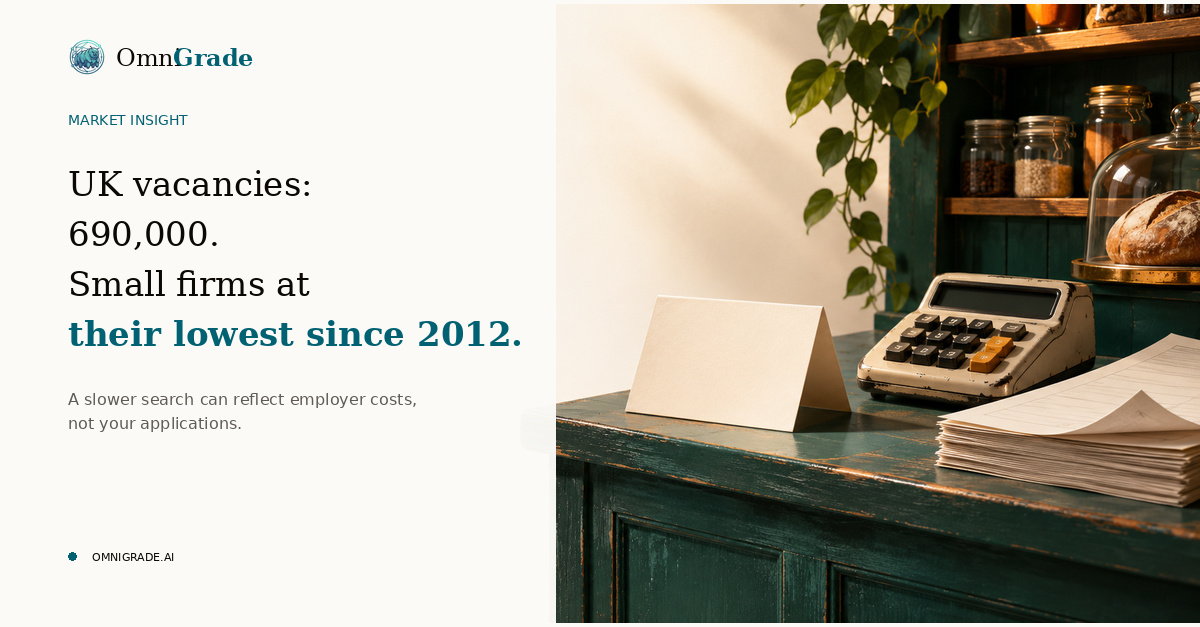 OmniGrade
MARKET INSIGHT
UK vacancies:
690,000.
Small firms at
their lowest since 2012.
A slower search can reflect employer costs,
not your applications.
OMNIGRADE.AI